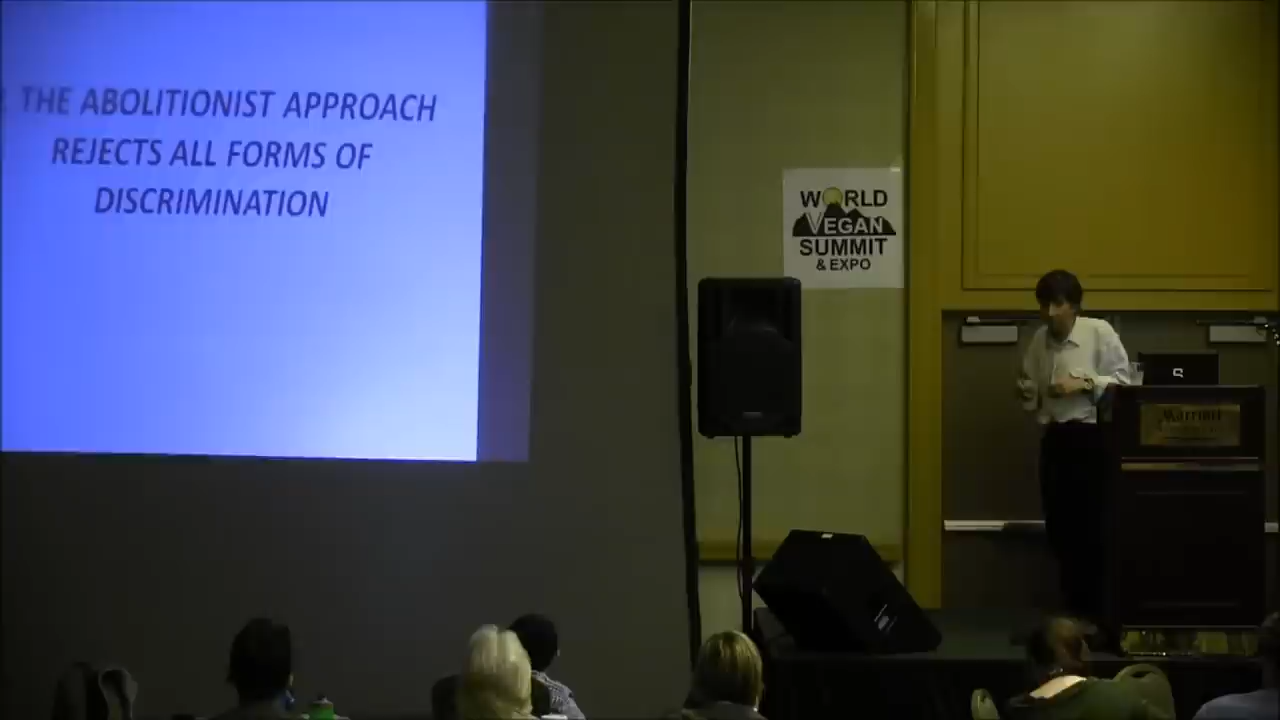 THE ABOLITIONIST APPROACH
REJECTS ALL FORMS OF
DISCRIMINATION
WORLD
VEGAN
SUMMIT
& EXPO
Marriott